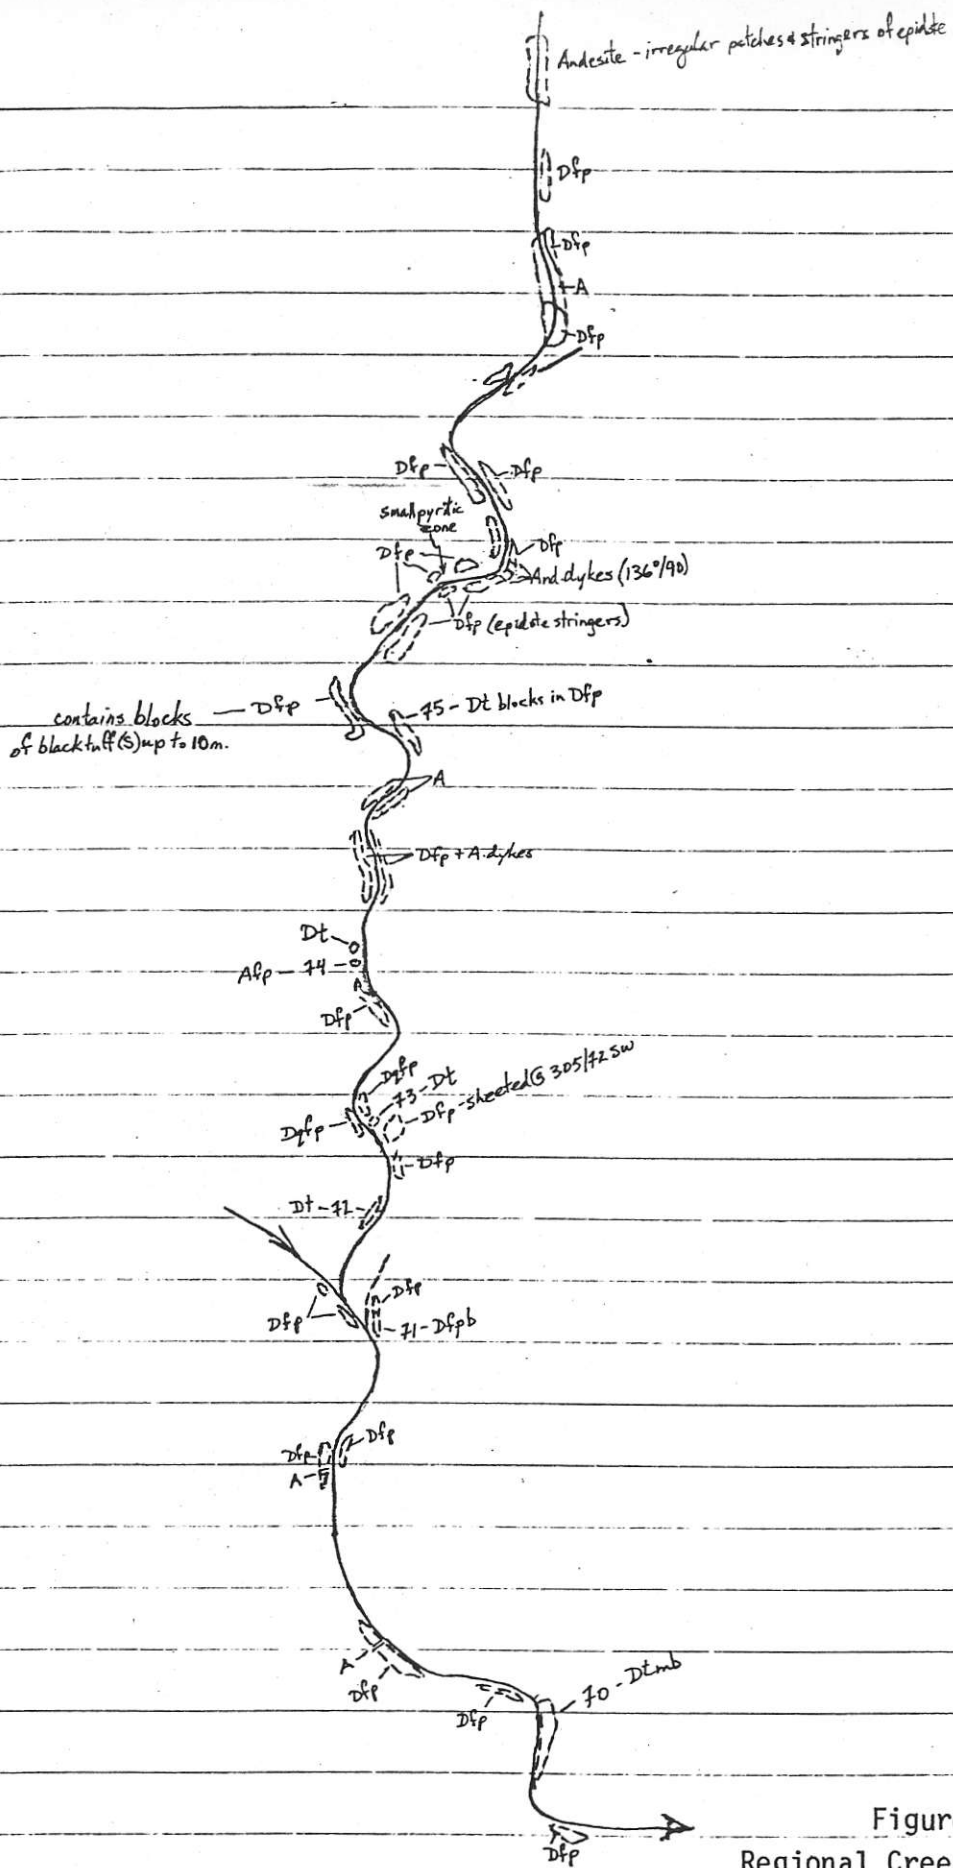 Andesite - irregular patches & stringers of epidote
Dfp
Dfp
A
Dfp
Dfp
Dfp
small pyritic
zone
Dfp
Dfp
And. dykes (136°/90)
Dfp (epidote stringers)
Dfp
contains blocks
of black tuff(s) up to 10m.
75 - Dt blocks in Dfp
A
Dfp + A. dykes
Dt
Afp - 74
A
Dfp
Dqfp
73 - Dt
Dfp - sheeted @ 305/72 SW
Dqfp
Dfp
Dt - 72
Dfp
Dfp
71 - Dfpb
Dfp
Dfp
A
A
Dfp
70 - Dtmb
Dfp
Figur
Regional Cree
Dfp